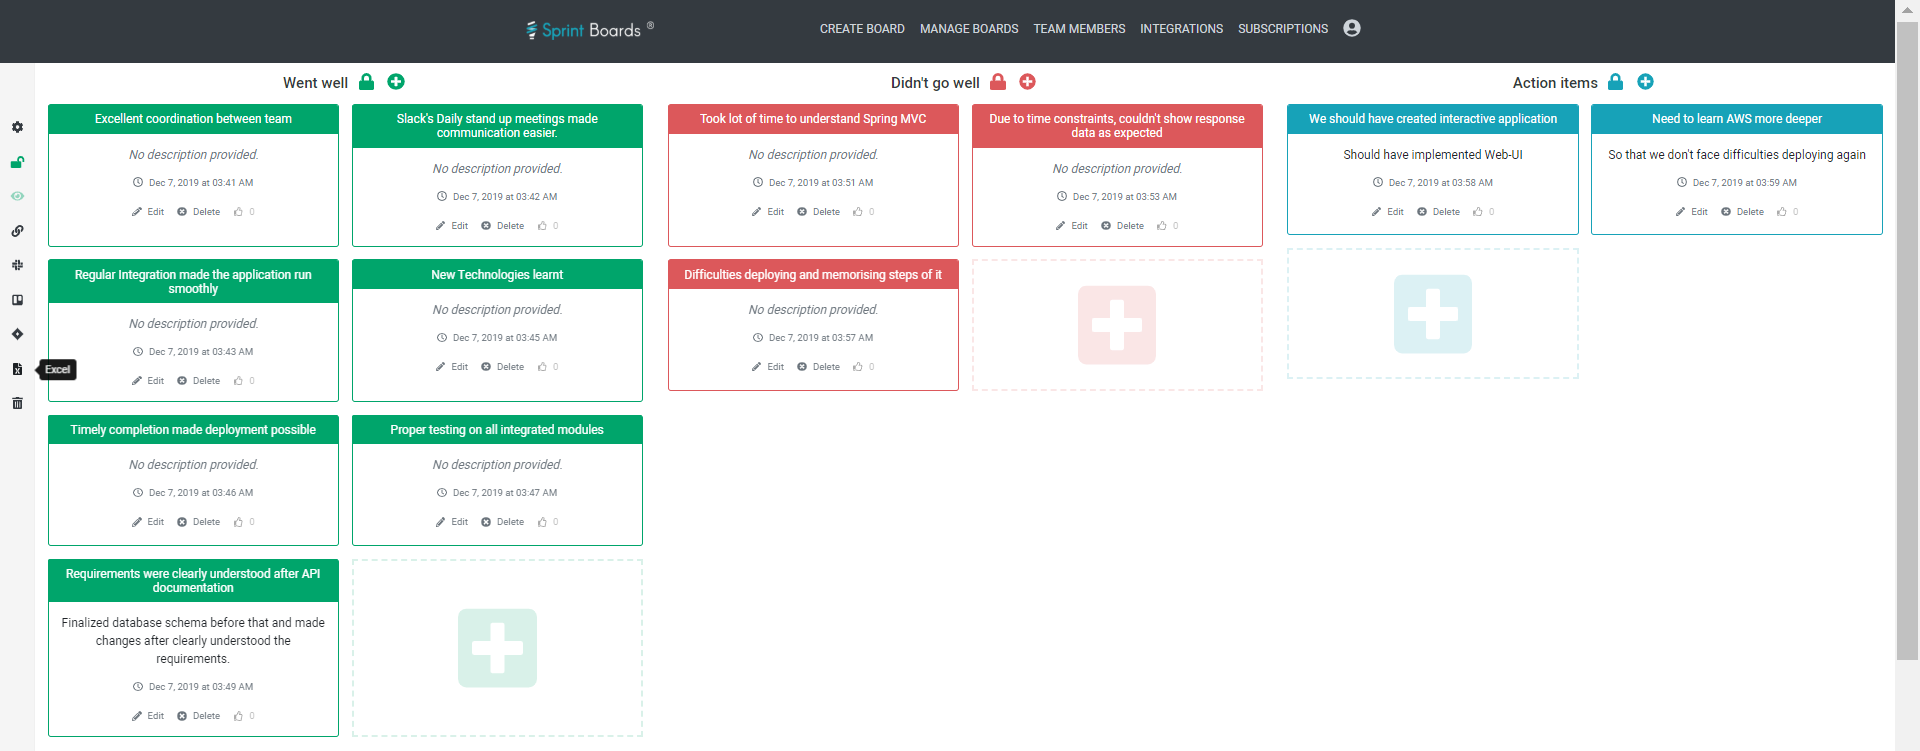 Sprint Boards ®
CREATE BOARD MANAGE BOARDS TEAM MEMBERS INTEGRATIONS SUBSCRIPTIONS
Went well
Excellent coordination between team
No description provided.
Dec 7, 2019 at 03:41 AM
Edit Delete 0
Slack's Daily stand up meetings made
communication easier.
No description provided.
Dec 7, 2019 at 03:42 AM
Edit Delete 0
Regular Integration made the application run
smoothly
No description provided.
Dec 7, 2019 at 03:43 AM
Edit Delete 0
New Technologies learnt
No description provided.
Dec 7, 2019 at 03:45 AM
Edit Delete 0
Timely completion made deployment possible
No description provided.
Dec 7, 2019 at 03:46 AM
Edit Delete 0
Proper testing on all integrated modules
No description provided.
Dec 7, 2019 at 03:47 AM
Edit Delete 0
Requirements were clearly understood after API
documentation
Finalized database schema before that and made
changes after clearly understood the
requirements.
Dec 7, 2019 at 03:49 AM
Edit Delete 0
Didn't go well
Took lot of time to understand Spring MVC
No description provided.
Dec 7, 2019 at 03:51 AM
Edit Delete 0
Due to time constraints, couldn't show response
data as expected
No description provided.
Dec 7, 2019 at 03:53 AM
Edit Delete 0
Difficulties deploying and memorising steps of it
No description provided.
Dec 7, 2019 at 03:57 AM
Edit Delete 0
Action items
We should have created interactive application
Should have implemented Web-UI
Dec 7, 2019 at 03:58 AM
Edit Delete 0
Need to learn AWS more deeper
So that we don't face difficulties deploying again
Dec 7, 2019 at 03:59 AM
Edit Delete 0
Excel